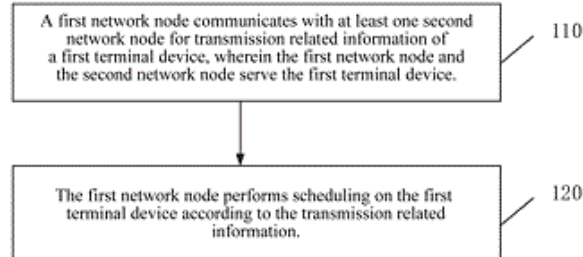 A first network node communicates with at least one second
network node for transmission related information of
a first terminal device, wherein the first network node and
the second network node serve the first terminal device.
110
The first network node performs scheduling on the first
terminal device according to the transmission related
information.
120